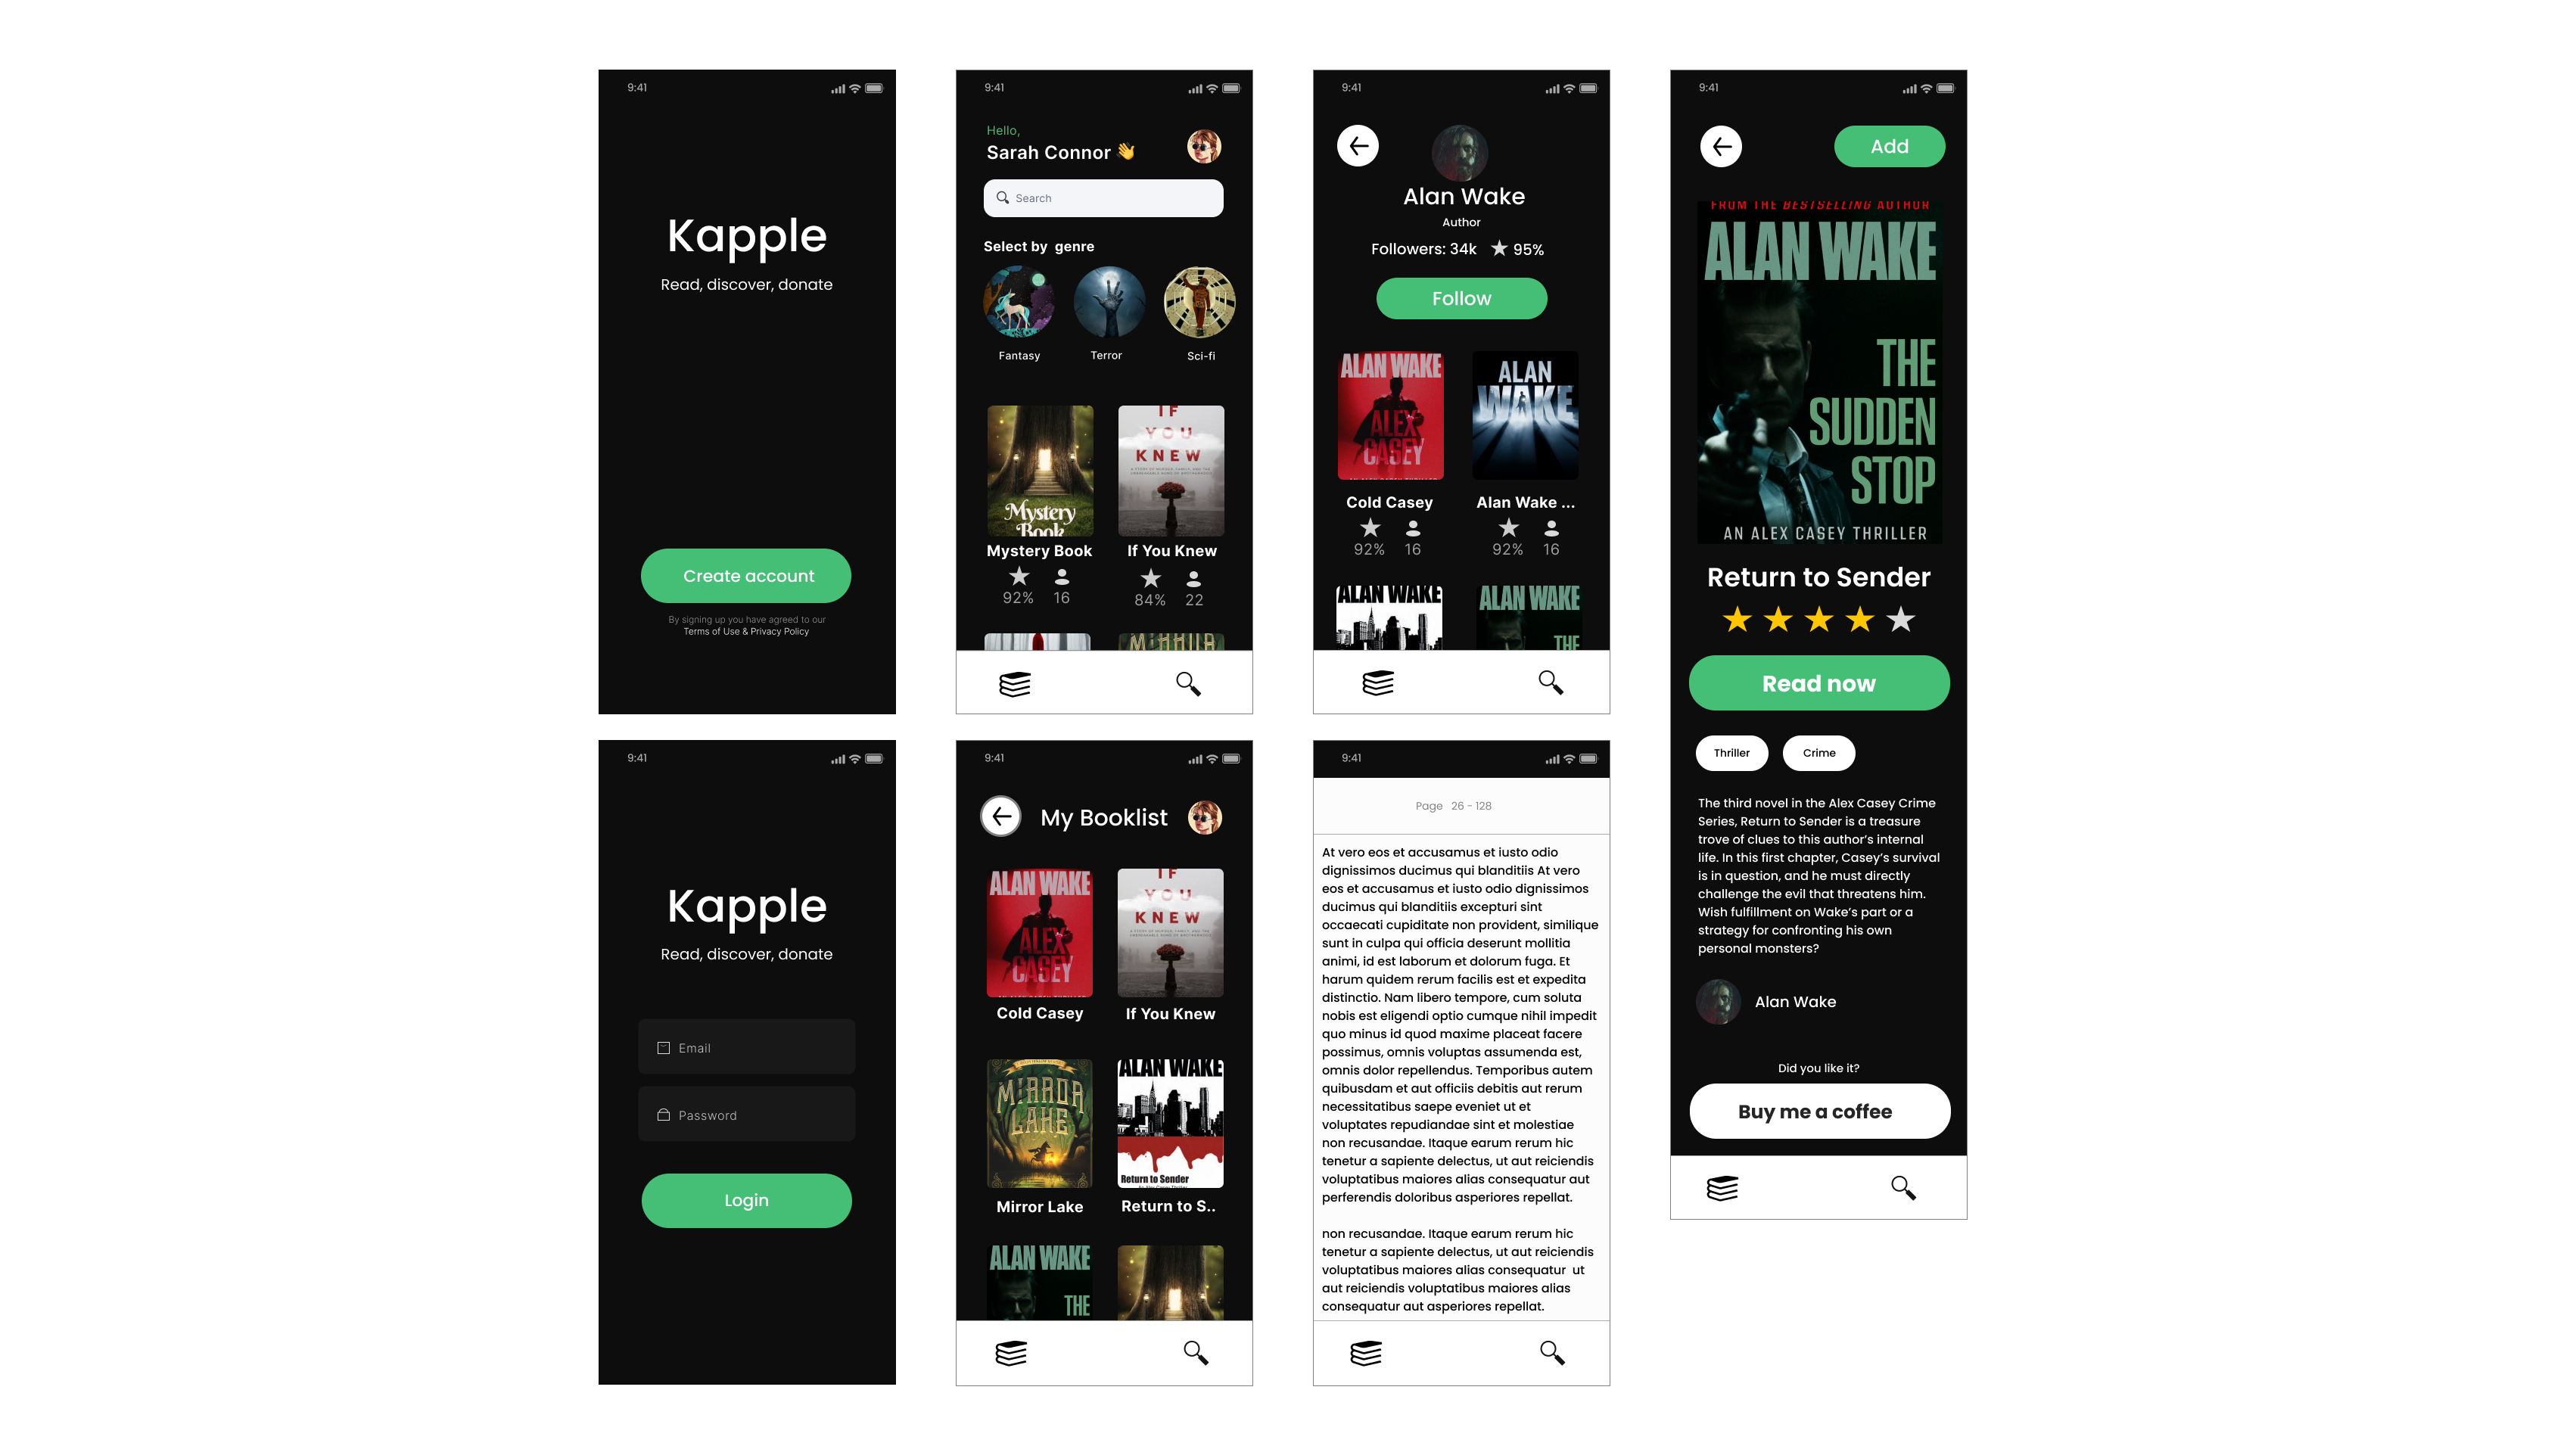 9:41
Kapple
Read, discover, donate
Create account
By signing up you have agreed to our
Terms of Use & Privacy Policy
9:41
Hello,
Sarah Connor 👋
Search
Select by genre
Fantasy
Terror
Sci-fi
Mystery
Book
IF
YOU
KNEW
Mystery Book
If You Knew
92%
16
84%
22
MIRROR
9:41
Alan Wake
Author
Followers: 34k ★ 95%
Follow
ALAN WAKE
ALEX
CASEY
ALAN
WAKE
Cold Casey
Alan Wake ...
92%
16
92%
16
ALAN WAKE
ALAN WAKE
THE
9:41
Add
FROM THE BESTSELLING AUTHOR
ALAN WAKE
THE
SUDDEN
STOP
AN ALEX CASEY THRILLER
Return to Sender
Read now
Thriller
Crime
The third novel in the Alex Casey Crime
Series, Return to Sender is a treasure
trove of clues to this author's internal
life. In this first chapter, Casey's survival
is in question, and he must directly
challenge the evil that threatens him.
Wish fulfillment on Wake's part or a
strategy for confronting his own
personal monsters?
Alan Wake
Did you like it?
Buy me a coffee
9:41
Kapple
Read, discover, donate
Email
Password
Login
9:41
My Booklist
ALAN WAKE
ALEX
CASEY
IF
YOU
KNEW
Cold Casey
If You Knew
MIRROR
LAKE
ALAN WAKE
Return to Sender
Mirror Lake
Return to S..
ALAN WAKE
THE
9:41
Page 26 - 128
At vero eos et accusamus et iusto odio
dignissimos ducimus qui blanditiis At vero
eos et accusamus et iusto odio dignissimos
ducimus qui blanditiis excepturi sint
occaecati cupiditate non provident, similique
sunt in culpa qui officia deserunt mollitia
animi, id est laborum et dolorum fuga. Et
harum quidem rerum facilis est et expedita
distinctio. Nam libero tempore, cum soluta
nobis est eligendi optio cumque nihil impedit
quo minus id quod maxime placeat facere
possimus, omnis voluptas assumenda est,
omnis dolor repellendus. Temporibus autem
quibusdam et aut officiis debitis aut rerum
necessitatibus saepe eveniet ut et
voluptates repudiandae sint et molestiae
non recusandae. Itaque earum rerum hic
tenetur a sapiente delectus, ut aut reiciendis
voluptatibus maiores alias consequatur aut
perferendis doloribus asperiores repellat.
non recusandae. Itaque earum rerum hic
tenetur a sapiente delectus, ut aut reiciendis
voluptatibus maiores alias consequatur ut
aut reiciendis voluptatibus maiores alias
consequatur aut asperiores repellat.